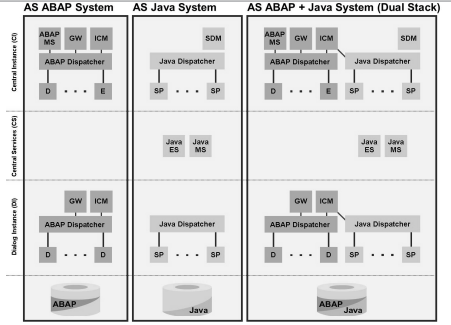 AS ABAP System
AS Java System
AS ABAP + Java System (Dual Stack)
Central Instance (CI)
ABAP
MS
GW
ICM
ABAP Dispatcher
D
E
SDM
Java Dispatcher
SP
SP
ABAP
MS
GW
ICM
SDM
ABAP Dispatcher
Java Dispatcher
D
E
SP
SP
Central Services (CS)
Java
ES
Java
MS
Java
ES
Java
MS
Dialog Instance (DI)
GW
ICM
ABAP Dispatcher
D
D
Java Dispatcher
SP
SP
GW
ICM
ABAP Dispatcher
Java Dispatcher
D
D
SP
SP
ABAP
Java
ABAP
Java